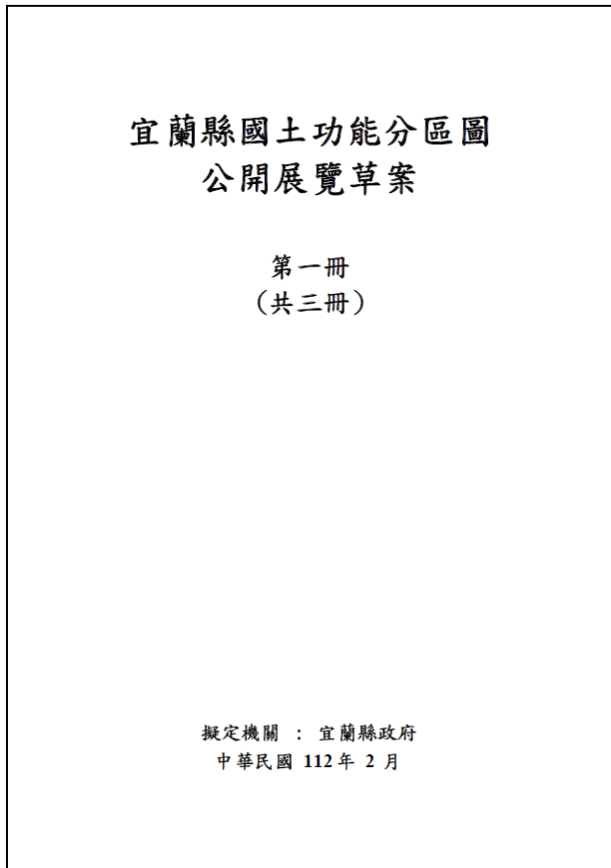 宜蘭縣國土功能分區圖
公開展覽草案
第一冊
(共三冊)
擬定機關 : 宜蘭縣政府
中華民國 112 年 2 月